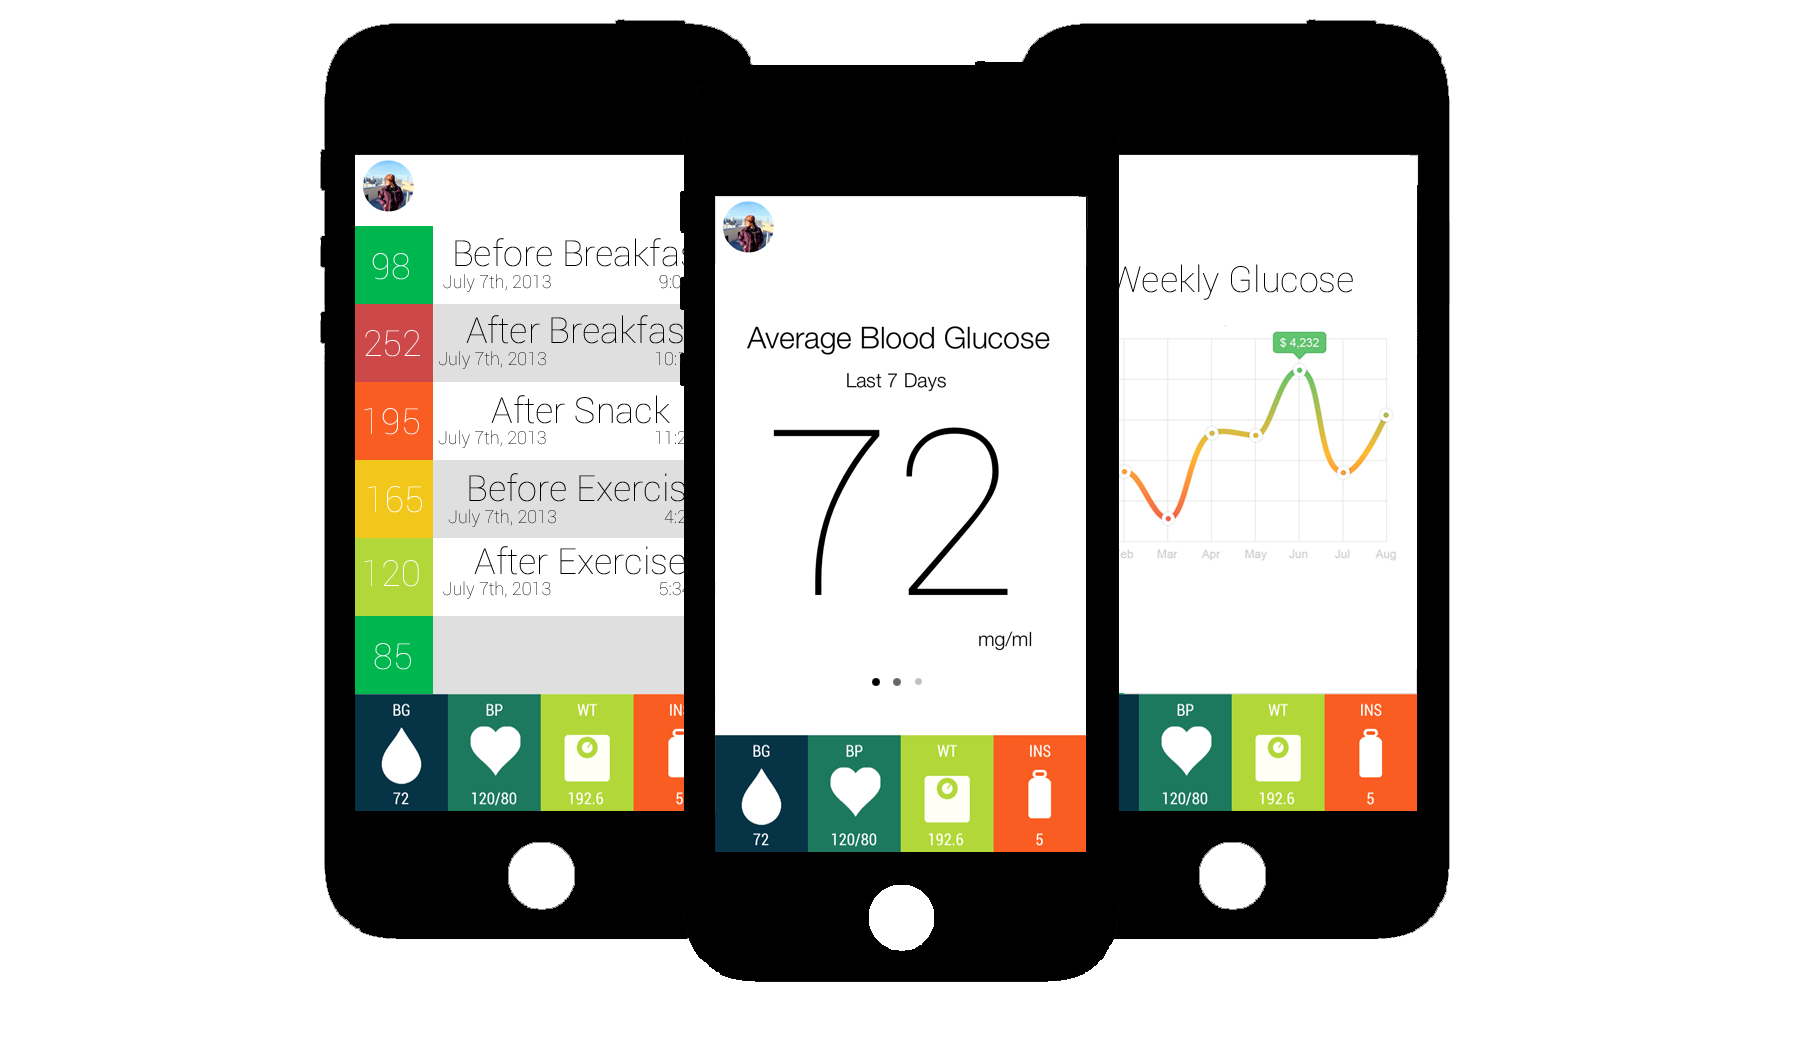 98
Before Breakfas
July 7th, 2013
9:0
252
After Breakfas
July 7th, 2013
10:
195
After Snack
July 7th, 2013
11:2
165
Before Exercis
July 7th, 2013
4:2
120
After Exercise
July 7th, 2013
5:3
85
BG BP WT IN
72 120/80 192.6 5
Average Blood Glucose
Last 7 Days
72
mg/ml
BG BP WT INS
72 120/80 192.6 5
Weekly Glucose
$ 4,232
eb Mar Apr May Jun Jul Aug
BP WT INS
120/80 192.6 5